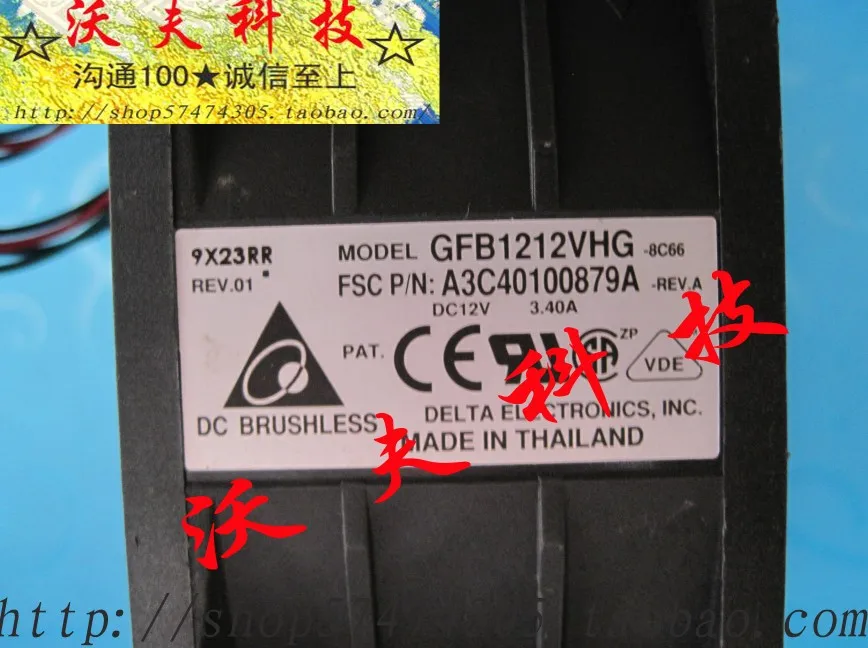 沃夫科技
☆沟通100★诚信至上☆
http://shop57474305.taobao.com/
9X23RR
REV.01
MODEL GFB1212VHG -8C66
FSC P/N: A3C40100879A -REV.A
DC12V 3.40A
PAT. CE ZP VDE
DC BRUSHLESS
DELTA ELECTRONICS, INC.
MADE IN THAILAND
沃夫科技
http://shop57474305.taobao.com/